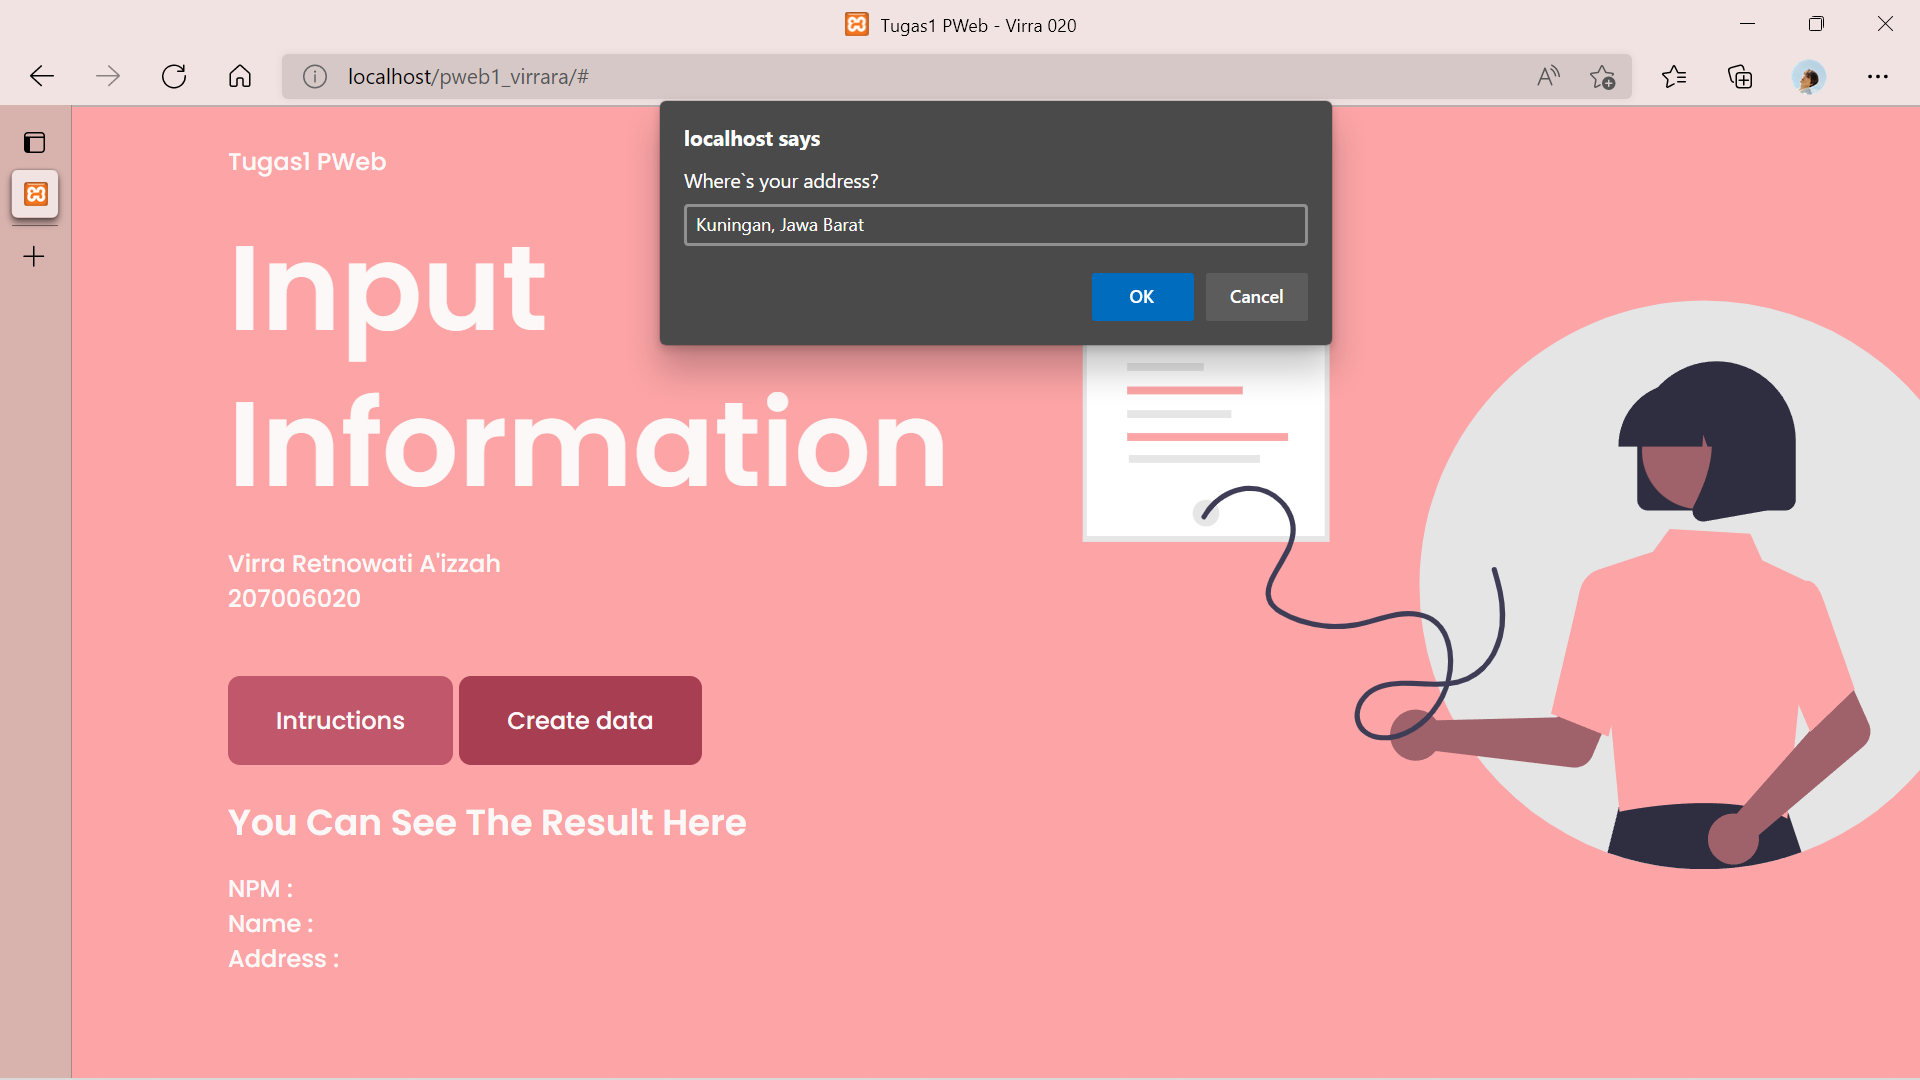 Tugas1 PWeb - Virra 020
localhost/pweb1_virrara/#
localhost says
Where`s your address?
Kuningan, Jawa Barat
OK
Cancel
Tugas1 PWeb
Input
Information
Virra Retnowati A'izzah
207006020
Intructions
Create data
You Can See The Result Here
NPM :
Name :
Address :